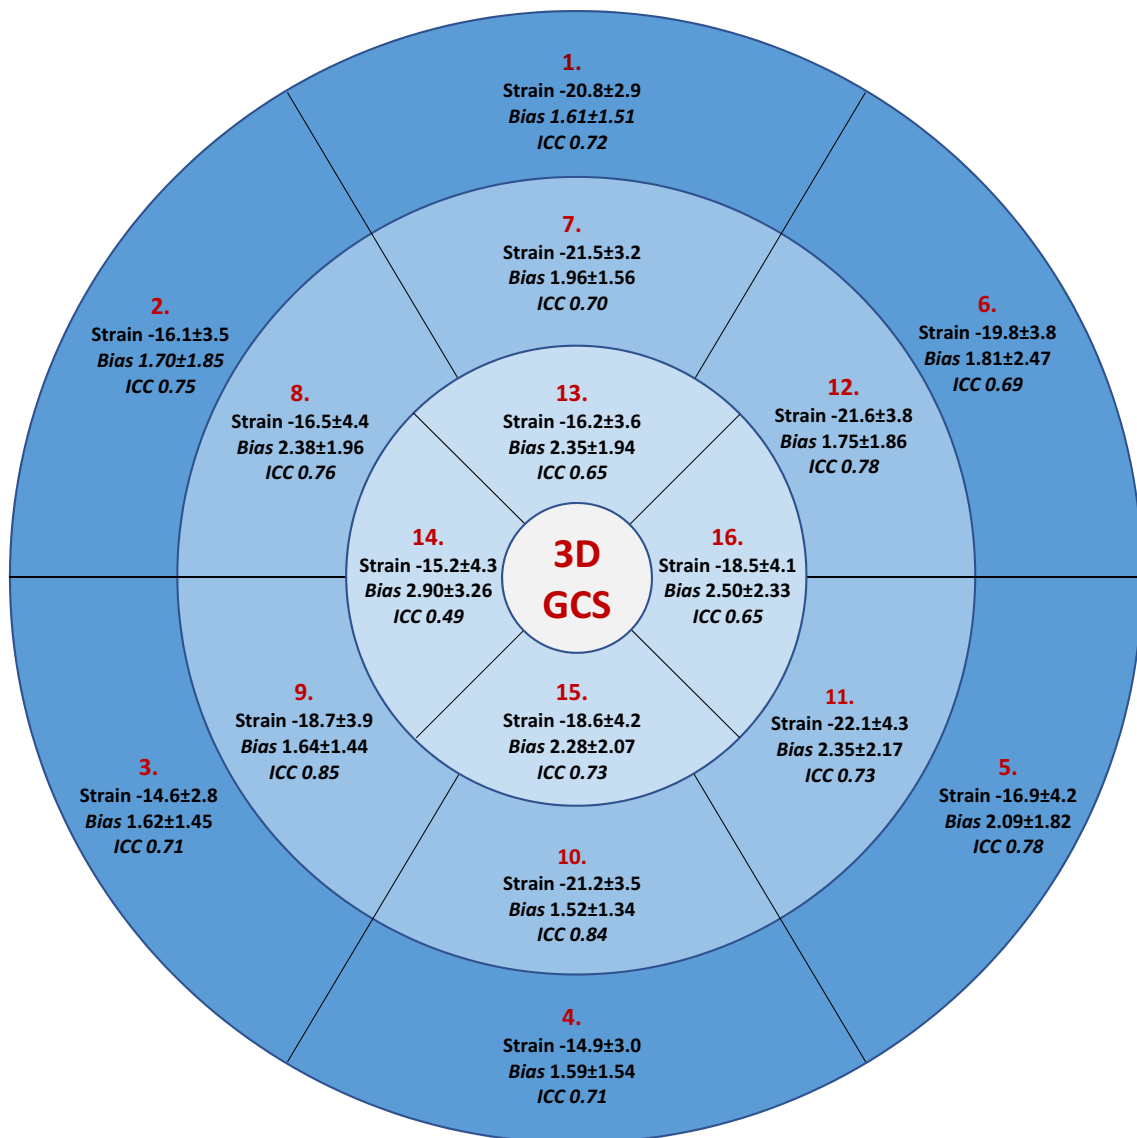 1.
Strain -20.8±2.9
Bias 1.61±1.51
ICC 0.72
2.
Strain -16.1±3.5
Bias 1.70±1.85
ICC 0.75
3.
Strain -14.6±2.8
Bias 1.62±1.45
ICC 0.71
4.
Strain -14.9±3.0
Bias 1.59±1.54
ICC 0.71
5.
Strain -16.9±4.2
Bias 2.09±1.82
ICC 0.78
6.
Strain -19.8±3.8
Bias 1.81±2.47
ICC 0.69
7.
Strain -21.5±3.2
Bias 1.96±1.56
ICC 0.70
8.
Strain -16.5±4.4
Bias 2.38±1.96
ICC 0.76
9.
Strain -18.7±3.9
Bias 1.64±1.44
ICC 0.85
10.
Strain -21.2±3.5
Bias 1.52±1.34
ICC 0.84
11.
Strain -22.1±4.3
Bias 2.35±2.17
ICC 0.73
12.
Strain -21.6±3.8
Bias 1.75±1.86
ICC 0.78
13.
Strain -16.2±3.6
Bias 2.35±1.94
ICC 0.65
14.
Strain -15.2±4.3
Bias 2.90±3.26
ICC 0.49
15.
Strain -18.6±4.2
Bias 2.28±2.07
ICC 0.73
16.
Strain -18.5±4.1
Bias 2.50±2.33
ICC 0.65
3D
GCS